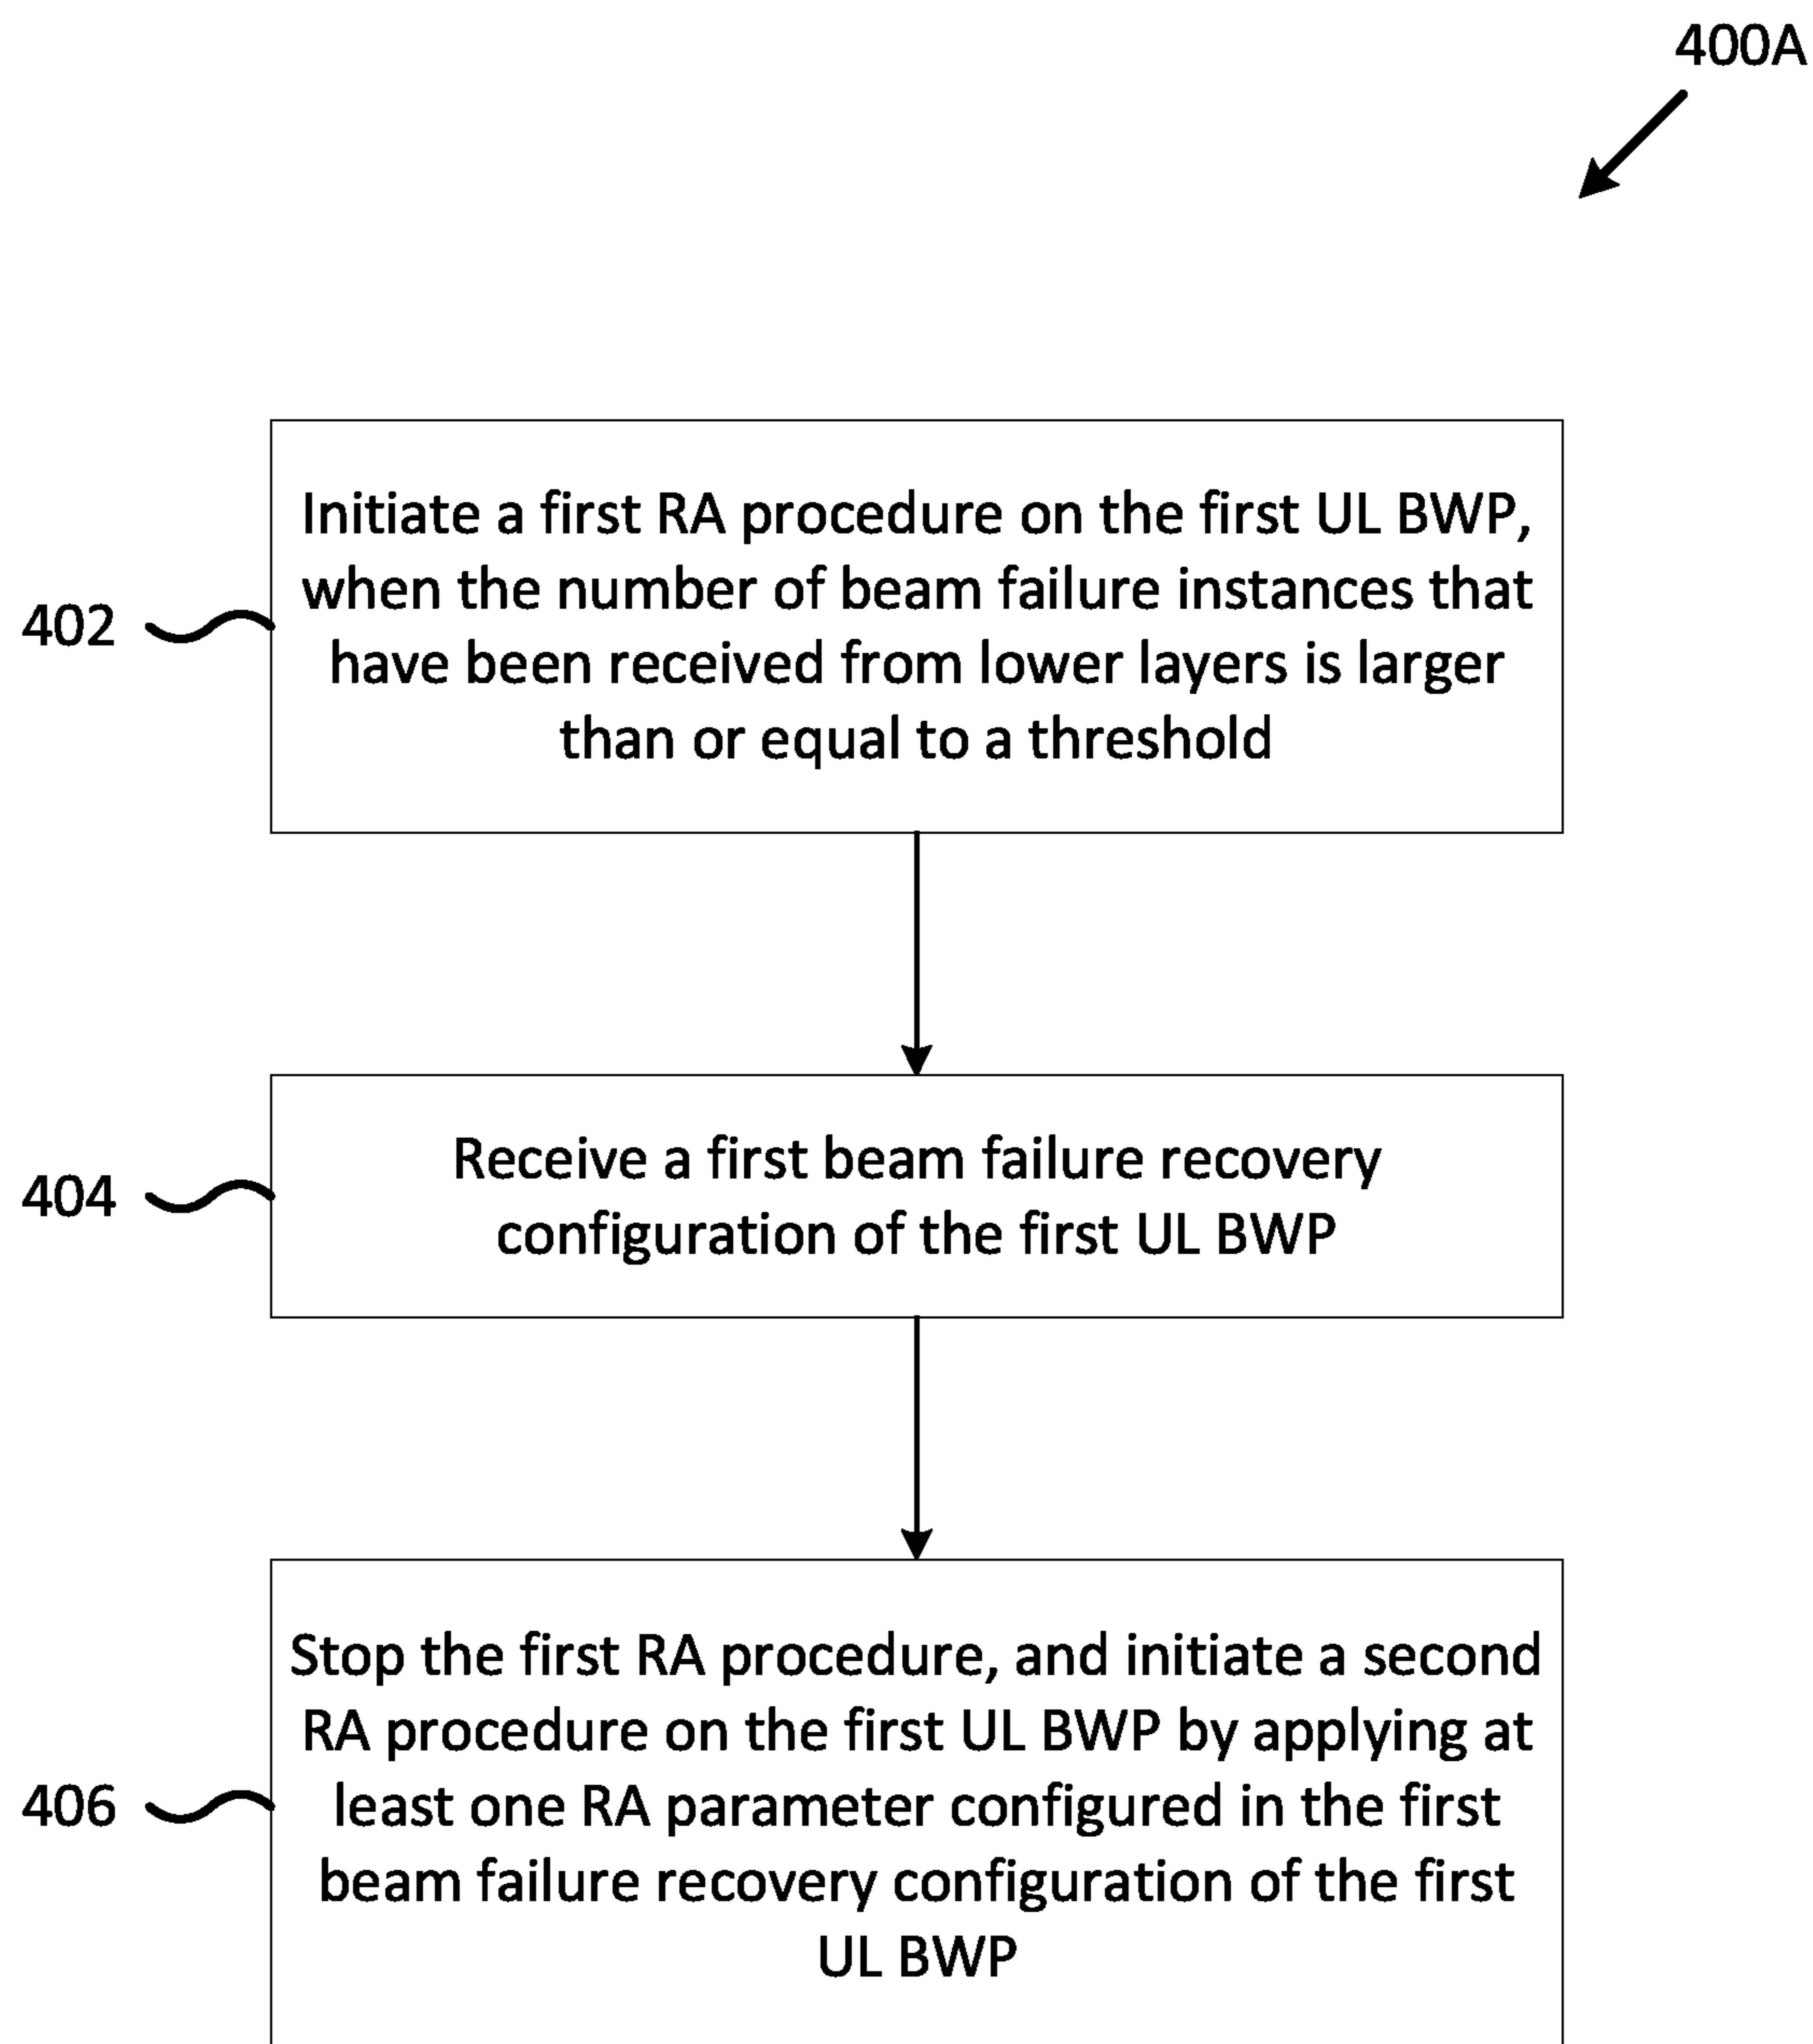 400A
Initiate a first RA procedure on the first UL BWP,
when the number of beam failure instances that
have been received from lower layers is larger
than or equal to a threshold
402
Receive a first beam failure recovery
configuration of the first UL BWP
404
Stop the first RA procedure, and initiate a second
RA procedure on the first UL BWP by applying at
least one RA parameter configured in the first
beam failure recovery configuration of the first
UL BWP
406